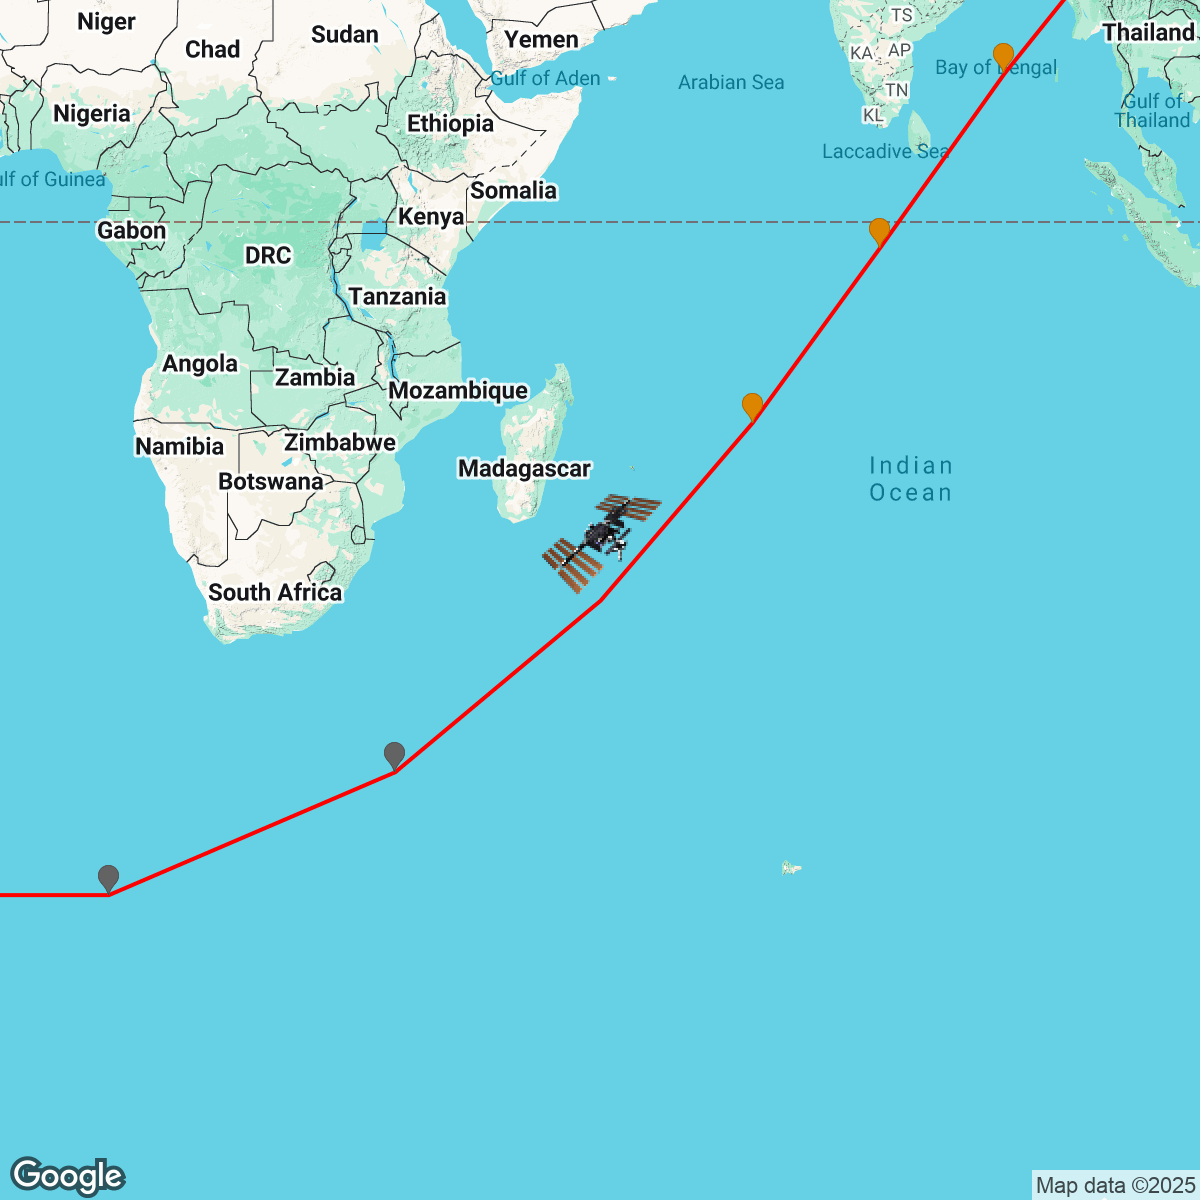 Niger
Chad
Sudan
Yemen
TS
Thailand
KA
AP
Gulf of Aden
Arabian Sea
Bay of Bengal
TN
Nigeria
Ethiopia
KL
Gulf of
Thailand
Laccadive Sea
lf of Guinea
Somalia
Kenya
Gabon
DRC
Tanzania
Angola
Zambia
Mozambique
Namibia
Zimbabwe
Madagascar
Botswana
Indian
Ocean
South Africa
Google
Map data ©2025